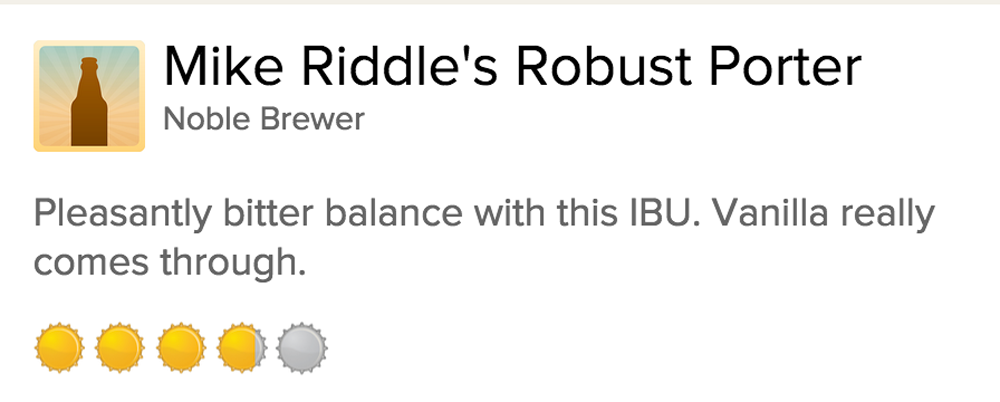 Mike Riddle's Robust Porter
Noble Brewer
Pleasantly bitter balance with this IBU. Vanilla really
comes through.